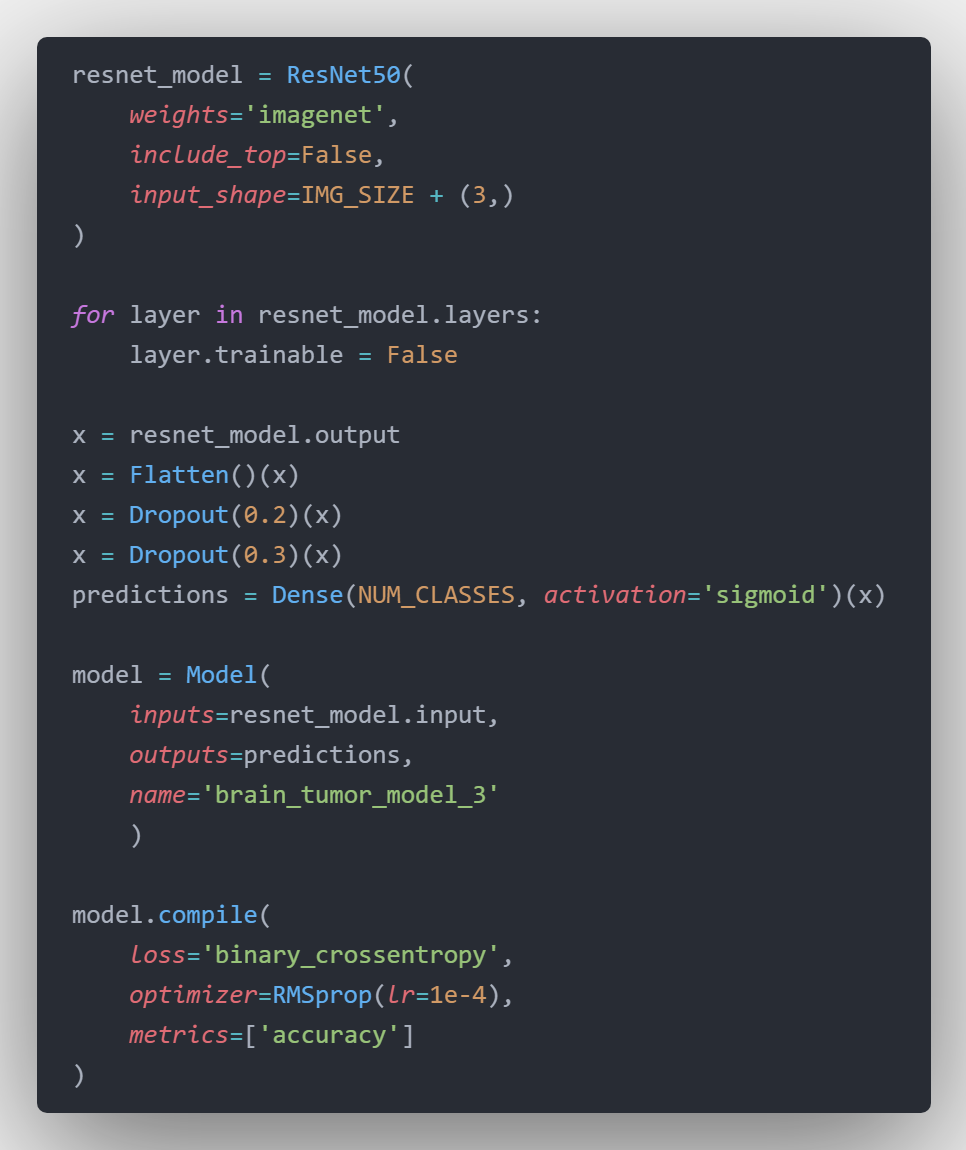 resnet_model = ResNet50(
    weights='imagenet',
    include_top=False,
    input_shape=IMG_SIZE + (3,)
)

for layer in resnet_model.layers:
    layer.trainable = False

x = resnet_model.output
x = Flatten()(x)
x = Dropout(0.2)(x)
x = Dropout(0.3)(x)
predictions = Dense(NUM_CLASSES, activation='sigmoid')(x)

model = Model(
    inputs=resnet_model.input,
    outputs=predictions,
    name='brain_tumor_model_3'
    )

model.compile(
    loss='binary_crossentropy',
    optimizer=RMSprop(lr=1e-4),
    metrics=['accuracy']
)